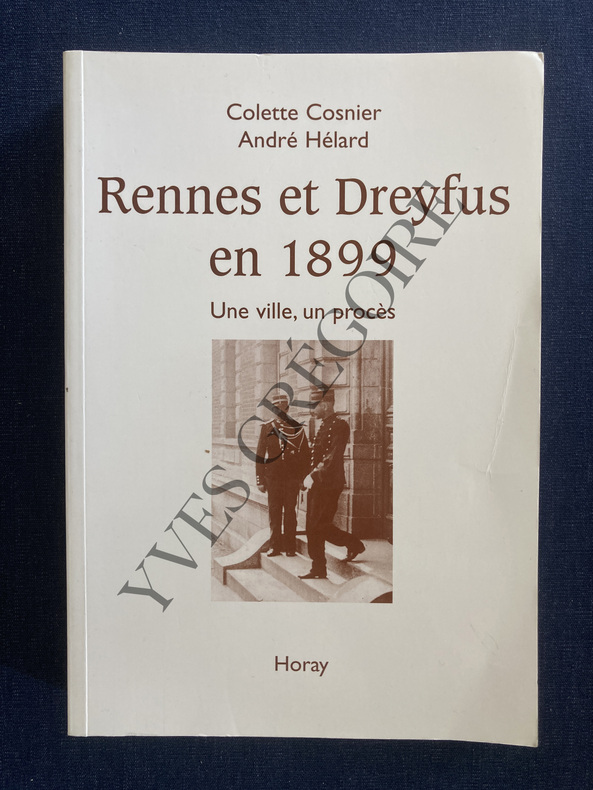 Colette Cosnier
André Hélard
Rennes et Dreyfus
en 1899
Une ville, un procès
YVES GRÉGOIRE
Horay